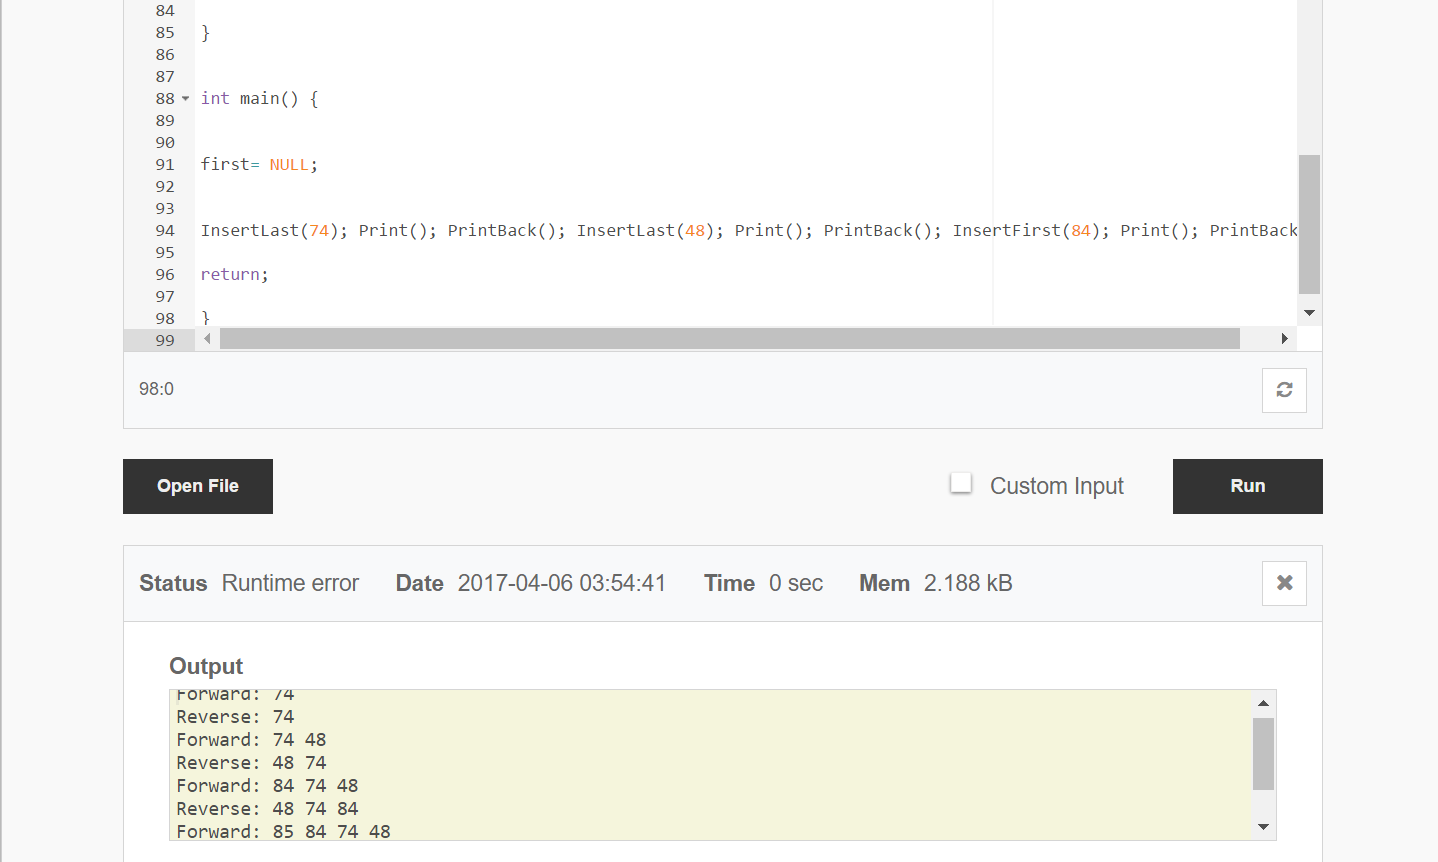 84
85 }
86
87
88 int main() {
89
90
91 first= NULL;
92
93
94 InsertLast(74); Print(); PrintBack(); InsertLast(48); Print(); PrintBack(); InsertFirst(84); Print(); PrintBack
95
96 return;
97
98 }
99
98:0
Open File Custom Input Run
Status Runtime error Date 2017-04-06 03:54:41 Time 0 sec Mem 2.188 kB
Output
Forward: 74
Reverse: 74
Forward: 74 48
Reverse: 48 74
Forward: 84 74 48
Reverse: 48 74 84
Forward: 85 84 74 48